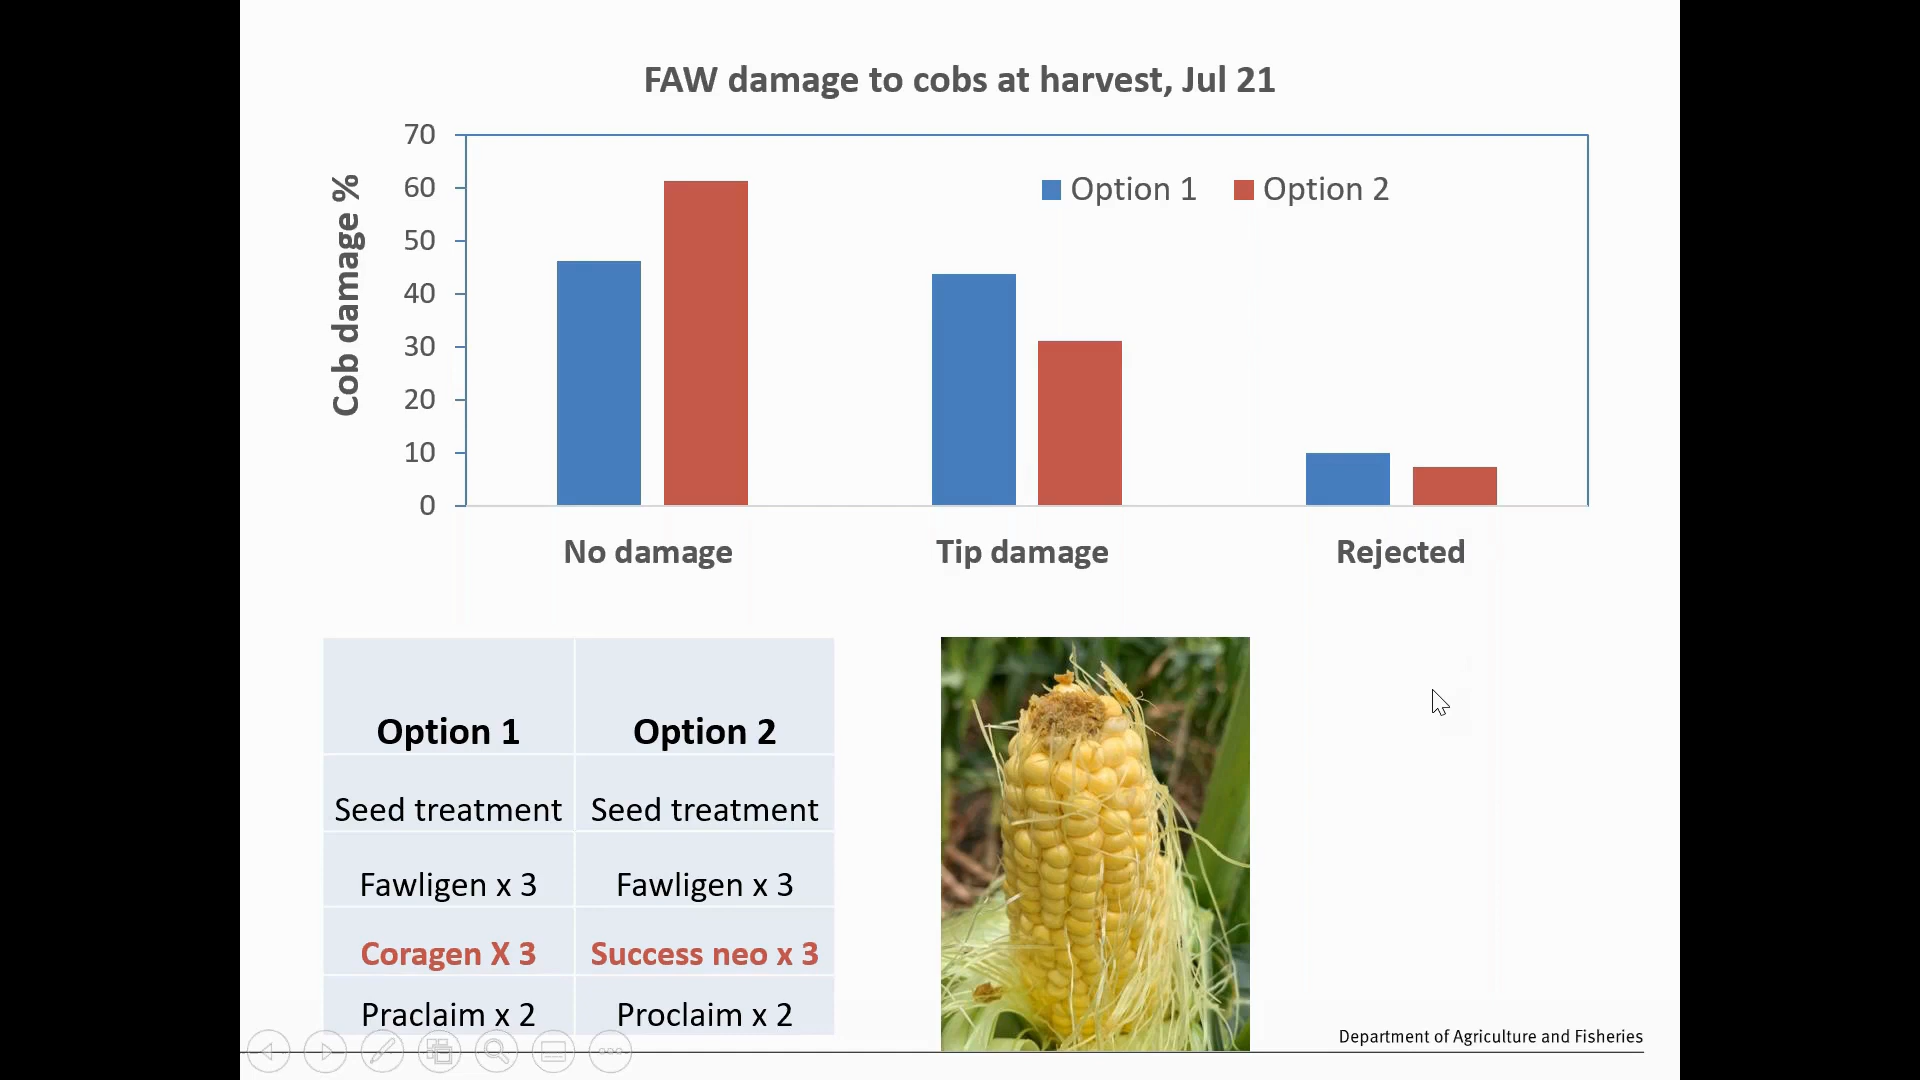 FAW damage to cobs at harvest, Jul 21
Cob damage %
70
60
50
40
30
20
10
0
Option 1 Option 2
No damage Tip damage Rejected
Option 1 Option 2
Seed treatment Seed treatment
Fawligen x 3 Fawligen x 3
Coragen X 3 Success neo x 3
Praclaim x 2 Proclaim x 2
Department of Agriculture and Fisheries